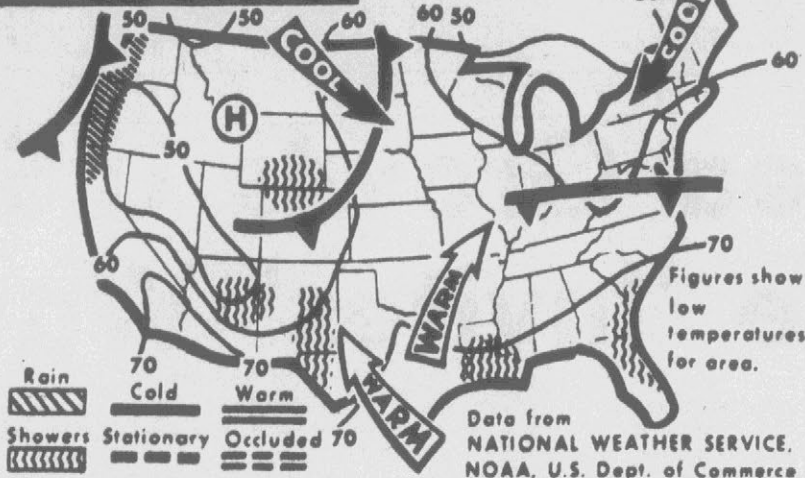 50
50
60
60 50
COOL
COOL
60
H
50
60
70
WARM
Figures show
low
temperatures
for area.
70
70
WARM
Rain
Cold
Warm
Showers
Stationary
Occluded 70
Data from
NATIONAL WEATHER SERVICE,
NOAA, U.S. Dept. of Commerce